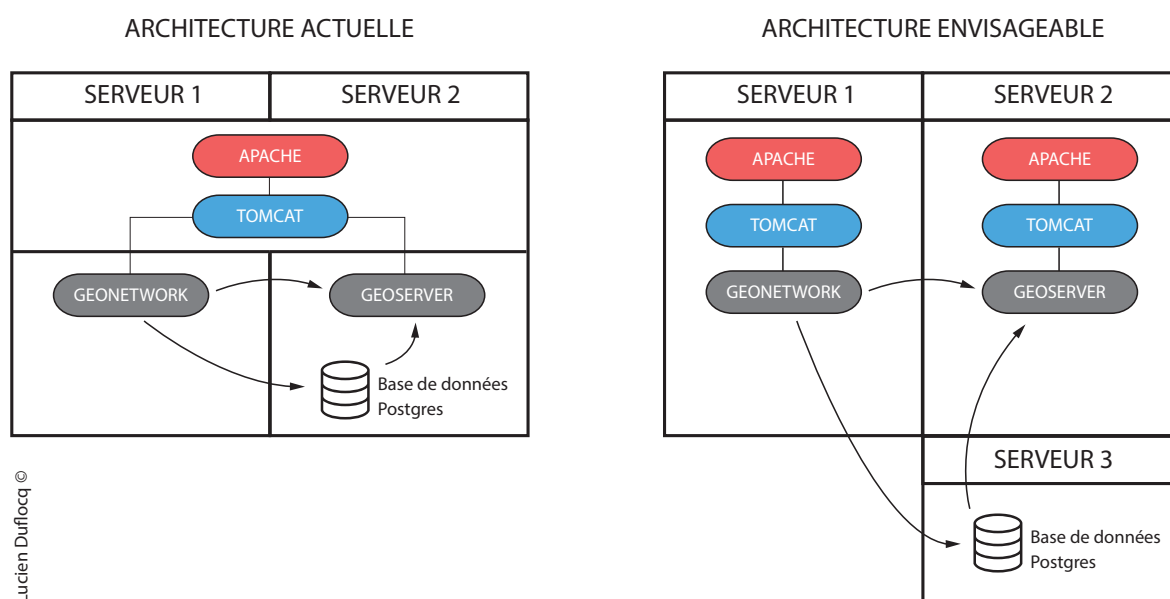 ARCHITECTURE ACTUELLE
SERVEUR 1
SERVEUR 2
APACHE
TOMCAT
GEONETWORK
GEOSERVER
Base de données
Postgres
Lucien Duflocq ©
ARCHITECTURE ENVISAGEABLE
SERVEUR 1
SERVEUR 2
APACHE
APACHE
TOMCAT
TOMCAT
GEONETWORK
GEOSERVER
SERVEUR 3
Base de données
Postgres